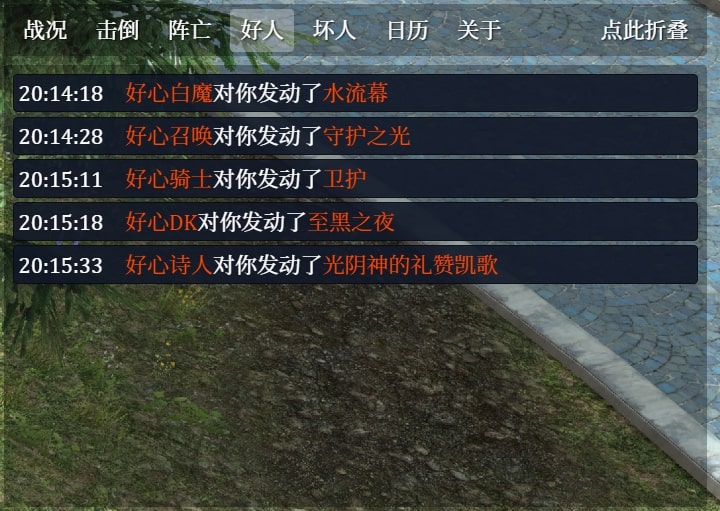 战况 击倒 阵亡 好人 坏人 日历 关于 点此折叠
20:14:18 好心白魔对你发动了水流幕
20:14:28 好心召唤对你发动了守护之光
20:15:11 好心骑士对你发动了卫护
20:15:18 好心DK对你发动了至黑之夜
20:15:33 好心诗人对你发动了光阴神的礼赞凯歌